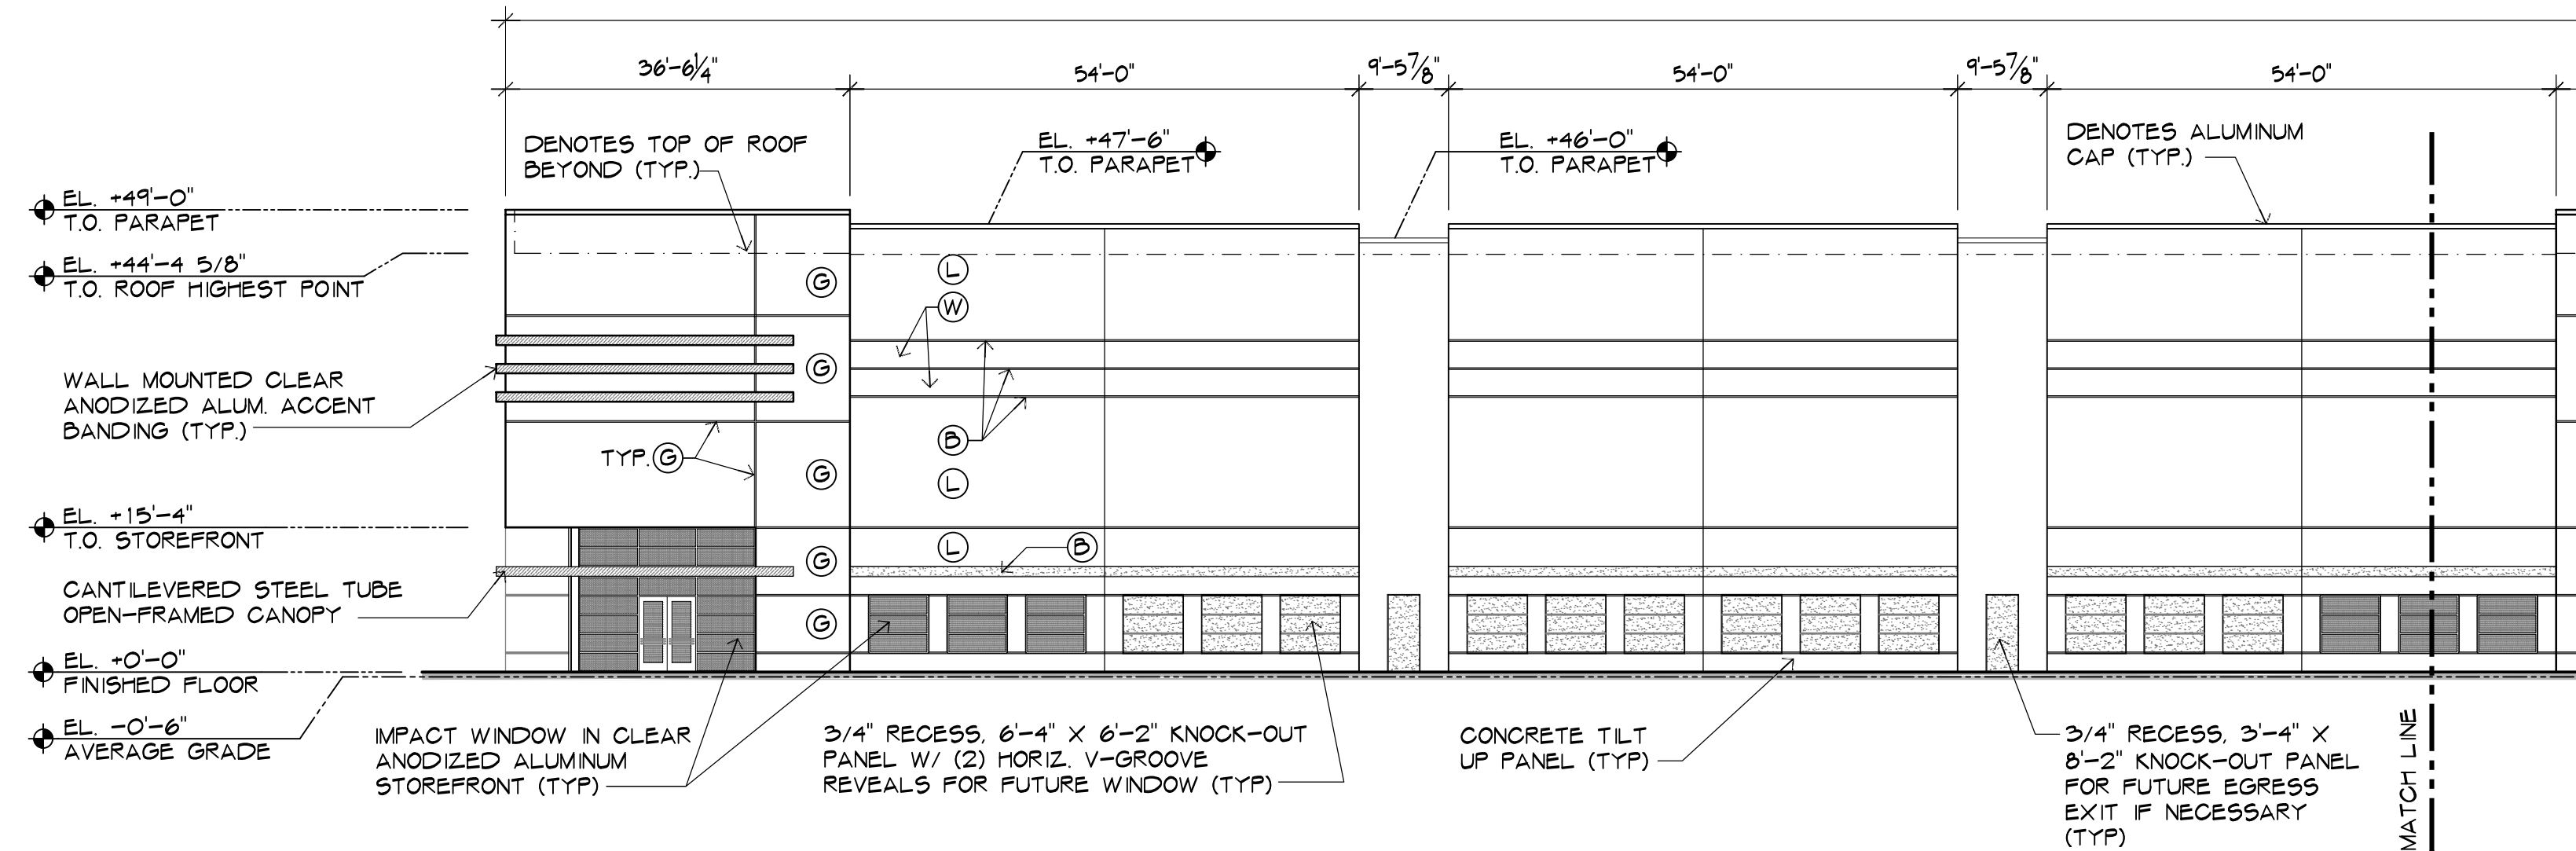 36'-6 1/4"
54'-0"
9'-5 7/8"
54'-0"
9'-5 7/8"
54'-0"
DENOTES TOP OF ROOF
BEYOND (TYP.)
EL. +47'-6"
T.O. PARAPET
EL. +46'-0"
T.O. PARAPET
DENOTES ALUMINUM
CAP (TYP.)
EL. +49'-0"
T.O. PARAPET
EL. +44'-4 5/8"
T.O. ROOF HIGHEST POINT
WALL MOUNTED CLEAR
ANODIZED ALUM. ACCENT
BANDING (TYP.)
EL. +15'-4"
T.O. STOREFRONT
CANTILEVERED STEEL TUBE
OPEN-FRAMED CANOPY
EL. +0'-0"
FINISHED FLOOR
EL. -0'-6"
AVERAGE GRADE
G
G
TYP. G
G
G
G
L
W
B
L
L
B
IMPACT WINDOW IN CLEAR
ANODIZED ALUMINUM
STOREFRONT (TYP)
3/4" RECESS, 6'-4" X 6'-2" KNOCK-OUT
PANEL W/ (2) HORIZ. V-GROOVE
REVEALS FOR FUTURE WINDOW (TYP)
CONCRETE TILT
UP PANEL (TYP)
3/4" RECESS, 3'-4" X
8'-2" KNOCK-OUT PANEL
FOR FUTURE EGRESS
EXIT IF NECESSARY
(TYP)
MATCH LINE